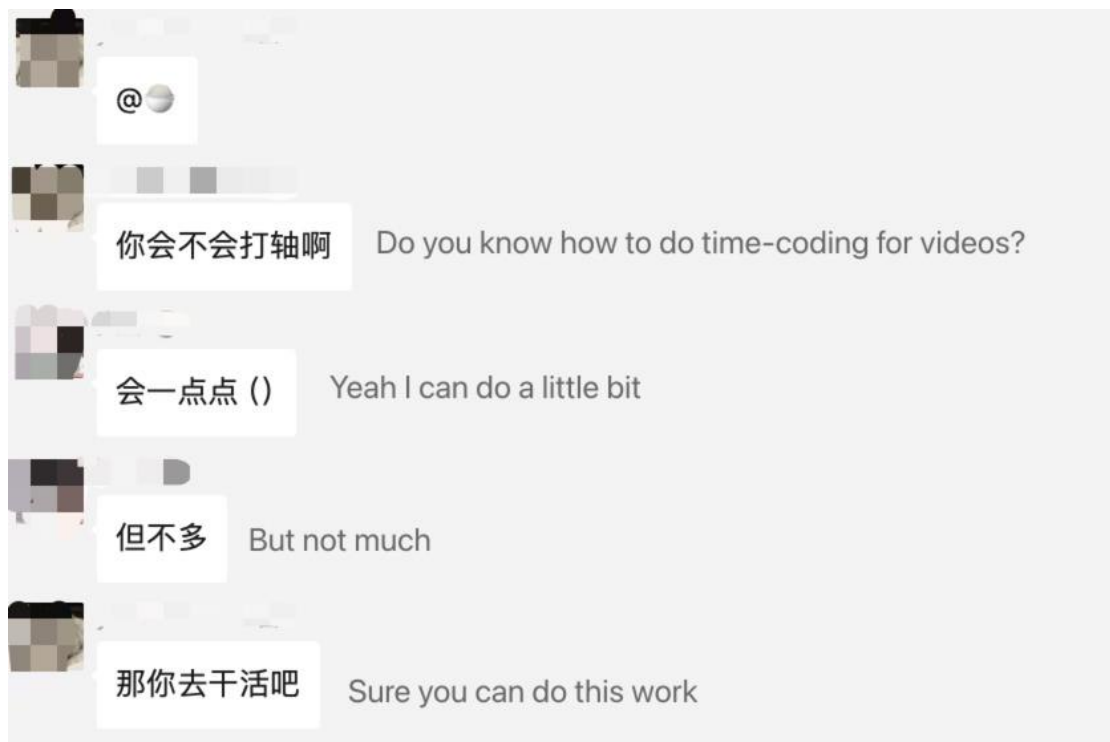 @
你会不会打轴啊 Do you know how to do time-coding for videos?
会一点点 () Yeah I can do a little bit
但不多 But not much
那你去干活吧 Sure you can do this work